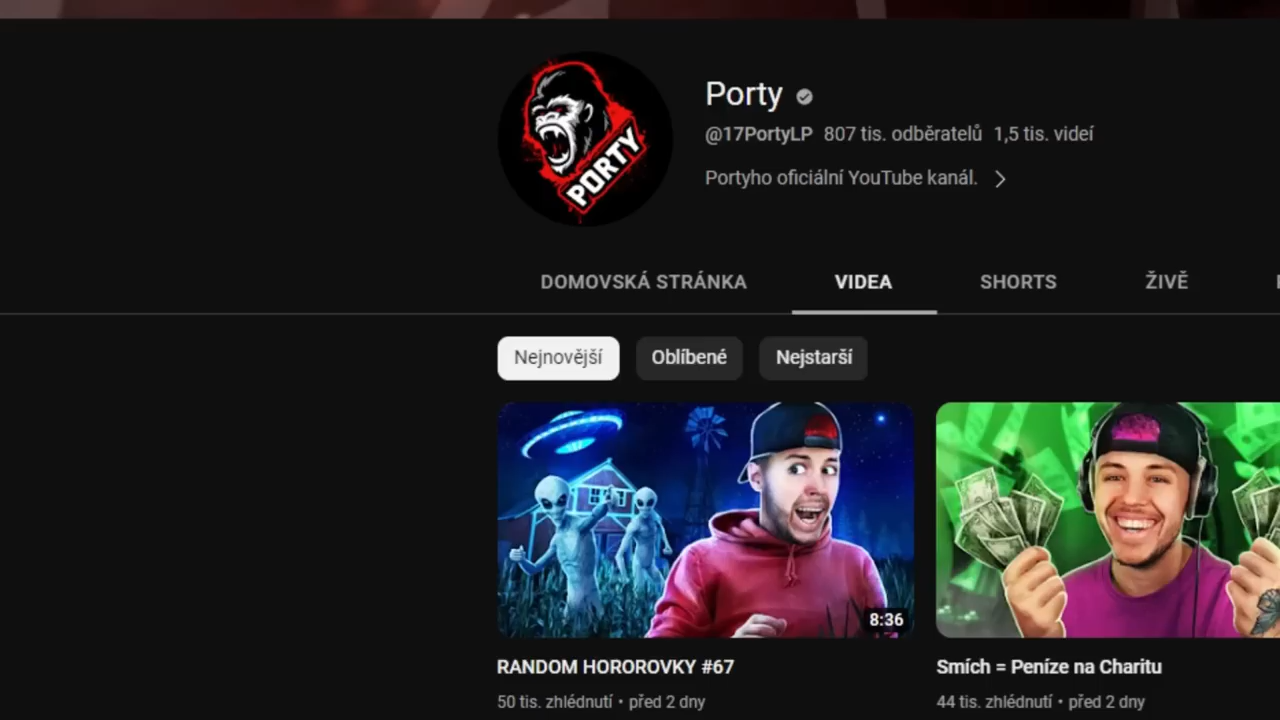 PORTY
Porty
@17PortyLP 807 tis. odběratelů 1,5 tis. videí
Portyho oficiální YouTube kanál.
DOMOVSKÁ STRÁNKA VIDEA SHORTS ŽIVĚ
Nejnovější Oblíbené Nejstarší
8:36
RANDOM HOROROVKY #67 Smích = Peníze na Charitu
50 tis. zhlédnutí • před 2 dny 44 tis. zhlédnutí • před 2 dny